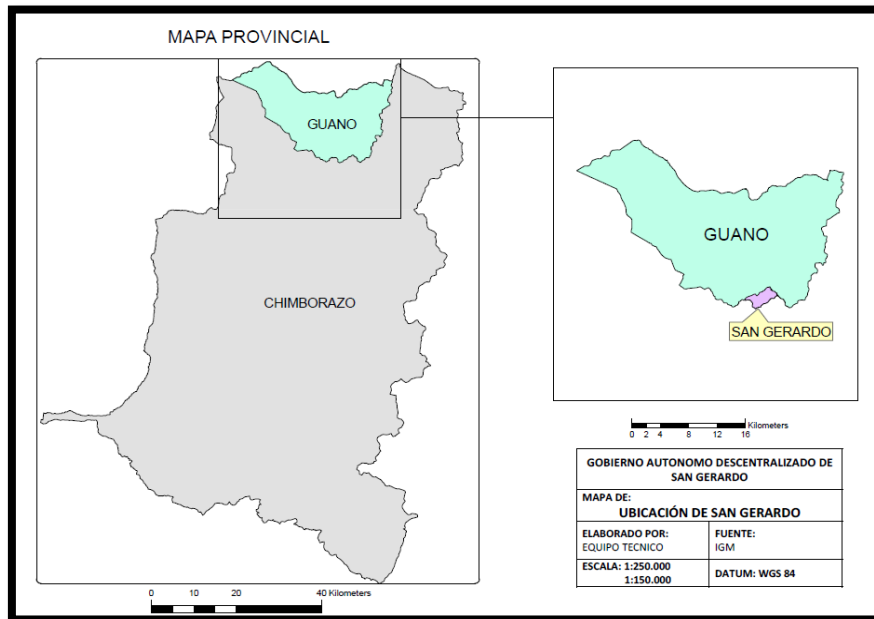 MAPA PROVINCIAL
GUANO
CHIMBORAZO
0 10 20 40 Kilometers
GUANO
SAN GERARDO
Kilometers
0 2 4 8 12 16
GOBIERNO AUTONOMO DESCENTRALIZADO DE
SAN GERARDO
MAPA DE:
UBICACIÓN DE SAN GERARDO
ELABORADO POR:
EQUIPO TECNICO
FUENTE:
IGM
ESCALA: 1:250.000
1:150.000
DATUM: WGS 84